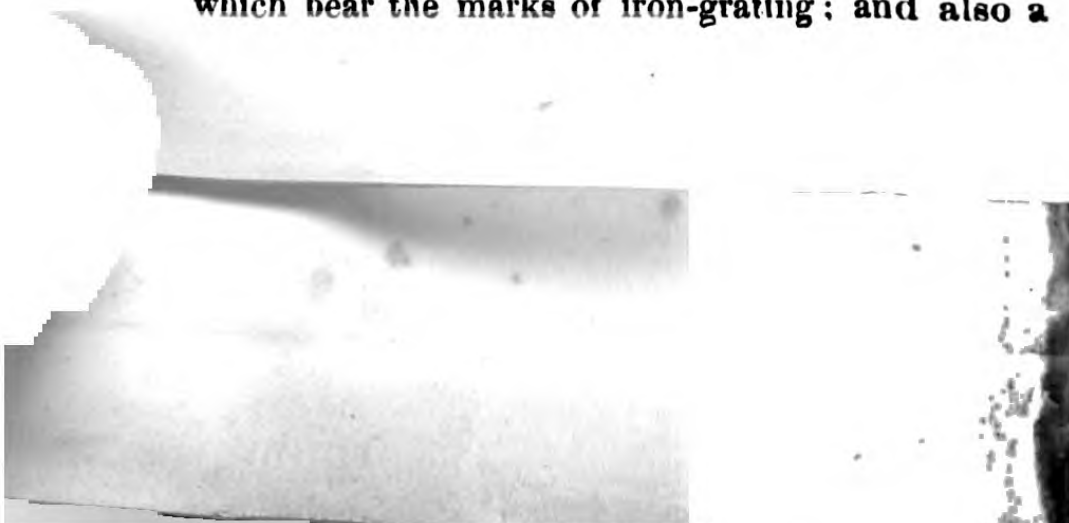 which bear the marks of iron-grating; and also a